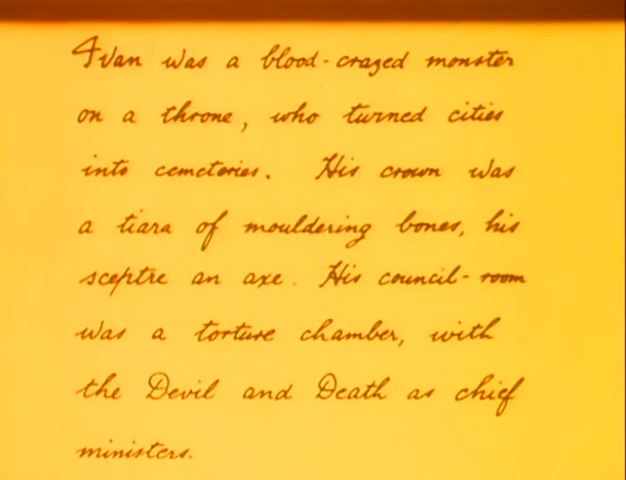 Ivan was a blood-crazed monster
on a throne, who turned cities
into cemeteries. His crown was
a tiara of mouldering bones, his
sceptre an axe. His council-room
was a torture chamber, with
the Devil and Death as chief
ministers.